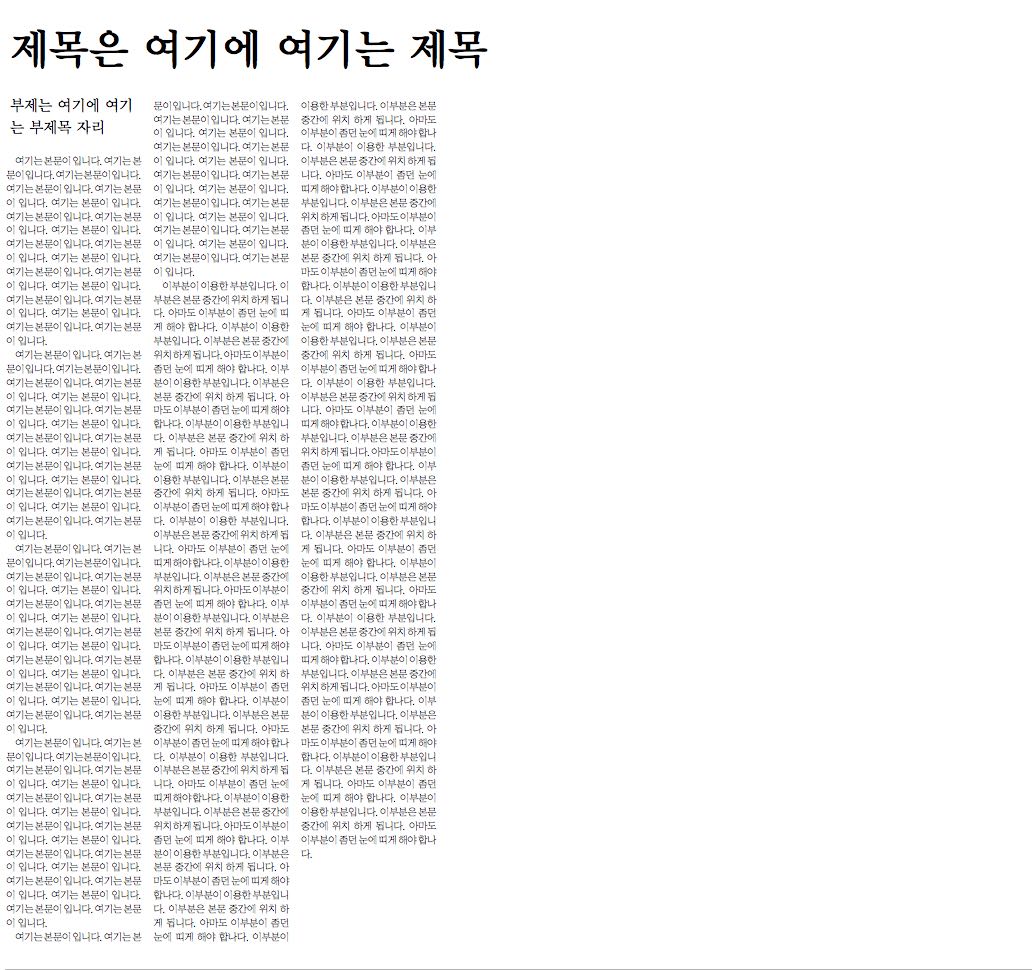 제목은 여기에 여기는 제목
부제는 여기에 여기
는 부제목 자리
여기는 본문이 입니다. 여기는 본
문이 입니다. 여기는 본문이 입니다.
여기는 본문이 입니다. 여기는 본문
이 입니다. 여기는 본문이 입니다.
여기는 본문이 입니다. 여기는 본문
이 입니다. 여기는 본문이 입니다.
여기는 본문이 입니다. 여기는 본문
이 입니다. 여기는 본문이 입니다.
여기는 본문이 입니다. 여기는 본문
이 입니다. 여기는 본문이 입니다.
여기는 본문이 입니다. 여기는 본문
이 입니다. 여기는 본문이 입니다.
여기는 본문이 입니다. 여기는 본문
이 입니다.
여기는 본문이 입니다. 여기는 본
문이 입니다. 여기는 본문이 입니다.
여기는 본문이 입니다. 여기는 본문
이 입니다. 여기는 본문이 입니다.
여기는 본문이 입니다. 여기는 본문
이 입니다. 여기는 본문이 입니다.
여기는 본문이 입니다. 여기는 본문
이 입니다. 여기는 본문이 입니다.
여기는 본문이 입니다. 여기는 본문
이 입니다. 여기는 본문이 입니다.
여기는 본문이 입니다. 여기는 본문
이 입니다. 여기는 본문이 입니다.
여기는 본문이 입니다. 여기는 본문
이 입니다.
여기는 본문이 입니다. 여기는 본
문이 입니다. 여기는 본문이 입니다.
여기는 본문이 입니다. 여기는 본문
이 입니다. 여기는 본문이 입니다.
여기는 본문이 입니다. 여기는 본문
이 입니다. 여기는 본문이 입니다.
여기는 본문이 입니다. 여기는 본문
이 입니다. 여기는 본문이 입니다.
여기는 본문이 입니다. 여기는 본문
이 입니다. 여기는 본문이 입니다.
여기는 본문이 입니다. 여기는 본문
이 입니다. 여기는 본문이 입니다.
여기는 본문이 입니다. 여기는 본문
이 입니다.
여기는 본문이 입니다. 여기는 본
문이 입니다. 여기는 본문이 입니다.
여기는 본문이 입니다. 여기는 본문
이 입니다. 여기는 본문이 입니다.
여기는 본문이 입니다. 여기는 본문
이 입니다. 여기는 본문이 입니다.
여기는 본문이 입니다. 여기는 본문
이 입니다. 여기는 본문이 입니다.
여기는 본문이 입니다. 여기는 본문
이 입니다. 여기는 본문이 입니다.
여기는 본문이 입니다. 여기는 본문
이 입니다. 여기는 본문이 입니다.
여기는 본문이 입니다. 여기는 본문
이 입니다.
여기는 본문이 입니다. 여기는 본
문이 입니다. 여기는 본문이 입니다.
여기는 본문이 입니다. 여기는 본문
이 입니다. 여기는 본문이 입니다.
여기는 본문이 입니다. 여기는 본문
이 입니다. 여기는 본문이 입니다.
여기는 본문이 입니다. 여기는 본문
이 입니다. 여기는 본문이 입니다.
여기는 본문이 입니다. 여기는 본문
이 입니다. 여기는 본문이 입니다.
여기는 본문이 입니다. 여기는 본문
이 입니다. 여기는 본문이 입니다.
여기는 본문이 입니다. 여기는 본문
이 입니다.
이부분이 이용한 부분입니다. 이
부분은 본문 중간에 위치 하게 됩니
다. 아마도 이부분이 좀던 눈에 띠
게 해야 합나다. 이부분이 이용한
부분입니다. 이부분은 본문 중간에
위치 하게 됩니다. 아마도 이부분이
좀던 눈에 띠게 해야 합나다. 이부
분이 이용한 부분입니다. 이부분은
본문 중간에 위치 하게 됩니다. 아
마도 이부분이 좀던 눈에 띠게 해야
합나다. 이부분이 이용한 부분입니
다. 이부분은 본문 중간에 위치 하
게 됩니다. 아마도 이부분이 좀던
눈에 띠게 해야 합나다. 이부분이
이용한 부분입니다. 이부분은 본문
중간에 위치 하게 됩니다. 아마도
이부분이 좀던 눈에 띠게 해야 합나
다. 이부분이 이용한 부분입니다.
이부분은 본문 중간에 위치 하게 됩
니다. 아마도 이부분이 좀던 눈에
띠게 해야 합나다. 이부분이 이용한
부분입니다. 이부분은 본문 중간에
위치 하게 됩니다. 아마도 이부분이
좀던 눈에 띠게 해야 합나다. 이부
분이 이용한 부분입니다. 이부분은
본문 중간에 위치 하게 됩니다. 아
마도 이부분이 좀던 눈에 띠게 해야
합나다. 이부분이 이용한 부분입니
다. 이부분은 본문 중간에 위치 하
게 됩니다. 아마도 이부분이 좀던
눈에 띠게 해야 합나다. 이부분이
이용한 부분입니다. 이부분은 본문
중간에 위치 하게 됩니다. 아마도
이부분이 좀던 눈에 띠게 해야 합나
다. 이부분이 이용한 부분입니다.
이부분은 본문 중간에 위치 하게 됩
니다. 아마도 이부분이 좀던 눈에
띠게 해야 합나다. 이부분이 이용한
부분입니다. 이부분은 본문 중간에
위치 하게 됩니다. 아마도 이부분이
좀던 눈에 띠게 해야 합나다. 이부
분이 이용한 부분입니다. 이부분은
본문 중간에 위치 하게 됩니다. 아
마도 이부분이 좀던 눈에 띠게 해야
합나다. 이부분이 이용한 부분입니
다. 이부분은 본문 중간에 위치 하
게 됩니다. 아마도 이부분이 좀던
눈에 띠게 해야 합나다. 이부분이
이용한 부분입니다. 이부분은 본문
중간에 위치 하게 됩니다. 아마도
이부분이 좀던 눈에 띠게 해야 합나
다. 이부분이 이용한 부분입니다.
이부분은 본문 중간에 위치 하게 됩
니다. 아마도 이부분이 좀던 눈에
띠게 해야 합나다. 이부분이 이용한
부분입니다. 이부분은 본문 중간에
위치 하게 됩니다. 아마도 이부분이
좀던 눈에 띠게 해야 합나다. 이부
분이 이용한 부분입니다. 이부분은
본문 중간에 위치 하게 됩니다. 아
마도 이부분이 좀던 눈에 띠게 해야
합나다. 이부분이 이용한 부분입니
다. 이부분은 본문 중간에 위치 하
게 됩니다. 아마도 이부분이 좀던
눈에 띠게 해야 합나다. 이부분이
이용한 부분입니다. 이부분은 본문
중간에 위치 하게 됩니다. 아마도
이부분이 좀던 눈에 띠게 해야 합나
다. 이부분이 이용한 부분입니다.
이부분은 본문 중간에 위치 하게 됩
니다. 아마도 이부분이 좀던 눈에
띠게 해야 합나다. 이부분이 이용한
부분입니다. 이부분은 본문 중간에
위치 하게 됩니다. 아마도 이부분이
좀던 눈에 띠게 해야 합나다. 이부
분이 이용한 부분입니다. 이부분은
본문 중간에 위치 하게 됩니다. 아
마도 이부분이 좀던 눈에 띠게 해야
합나다. 이부분이 이용한 부분입니
다. 이부분은 본문 중간에 위치 하
게 됩니다. 아마도 이부분이 좀던
눈에 띠게 해야 합나다. 이부분이
이용한 부분입니다. 이부분은 본문
중간에 위치 하게 됩니다. 아마도
이부분이 좀던 눈에 띠게 해야 합나
다. 이부분이 이용한 부분입니다.
이부분은 본문 중간에 위치 하게 됩
니다. 아마도 이부분이 좀던 눈에
띠게 해야 합나다. 이부분이 이용한
부분입니다. 이부분은 본문 중간에
위치 하게 됩니다. 아마도 이부분이
좀던 눈에 띠게 해야 합나다. 이부
분이 이용한 부분입니다. 이부분은
본문 중간에 위치 하게 됩니다. 아
마도 이부분이 좀던 눈에 띠게 해야
합나다. 이부분이 이용한 부분입니
다. 이부분은 본문 중간에 위치 하
게 됩니다. 아마도 이부분이 좀던
눈에 띠게 해야 합나다. 이부분이
이용한 부분입니다. 이부분은 본문
중간에 위치 하게 됩니다. 아마도
이부분이 좀던 눈에 띠게 해야 합나
다.